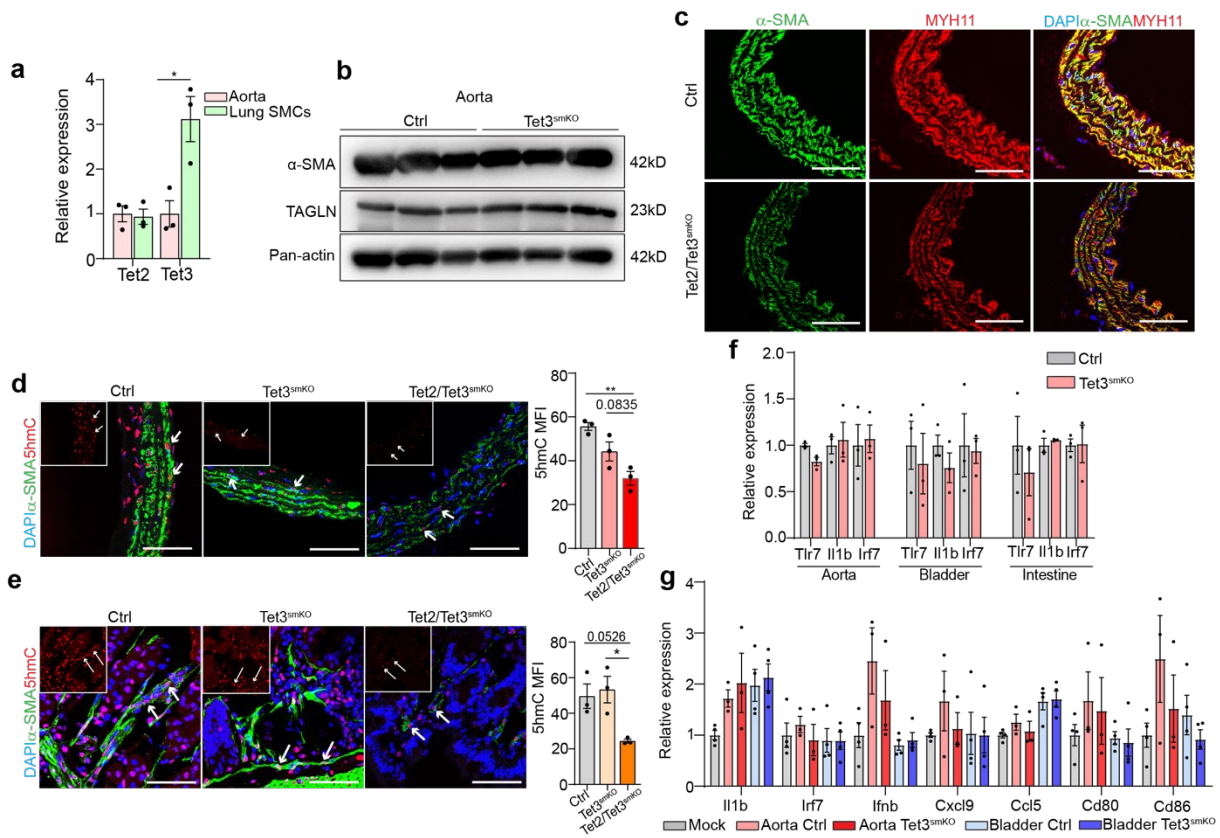 a
*
4
3
2
1
0
Relative expression
Aorta
Lung SMCs
Tet2
Tet3
b
Aorta
Ctrl
Tet3smKO
α-SMA
42kD
TAGLN
23kD
Pan-actin
42kD
c
α-SMA
MYH11
DAPIα-SMAMYH11
Ctrl
Tet2/Tet3smKO
d
Ctrl
Tet3smKO
Tet2/Tet3smKO
DAPIα-SMA5hmC
**
0.0835
80
60
40
20
0
5hmC MFI
Ctrl
Tet3smKO
Tet2/Tet3smKO
e
Ctrl
Tet3smKO
Tet2/Tet3smKO
DAPIα-SMA5hmC
0.0526
*
80
60
40
20
0
5hmC MFI
Ctrl
Tet3smKO
Tet2/Tet3smKO
f
2.0
1.5
1.0
0.5
0
Relative expression
Ctrl
Tet3smKO
Tlr7 Il1b Irf7
Tlr7 Il1b Irf7
Tlr7 Il1b Irf7
Aorta
Bladder
Intestine
g
4
2
1
0
Relative expression
Il1b Irf7 Ifnb Cxcl9 Ccl5 Cd80 Cd86
Mock Aorta Ctrl Aorta Tet3smKO Bladder Ctrl Bladder Tet3smKO